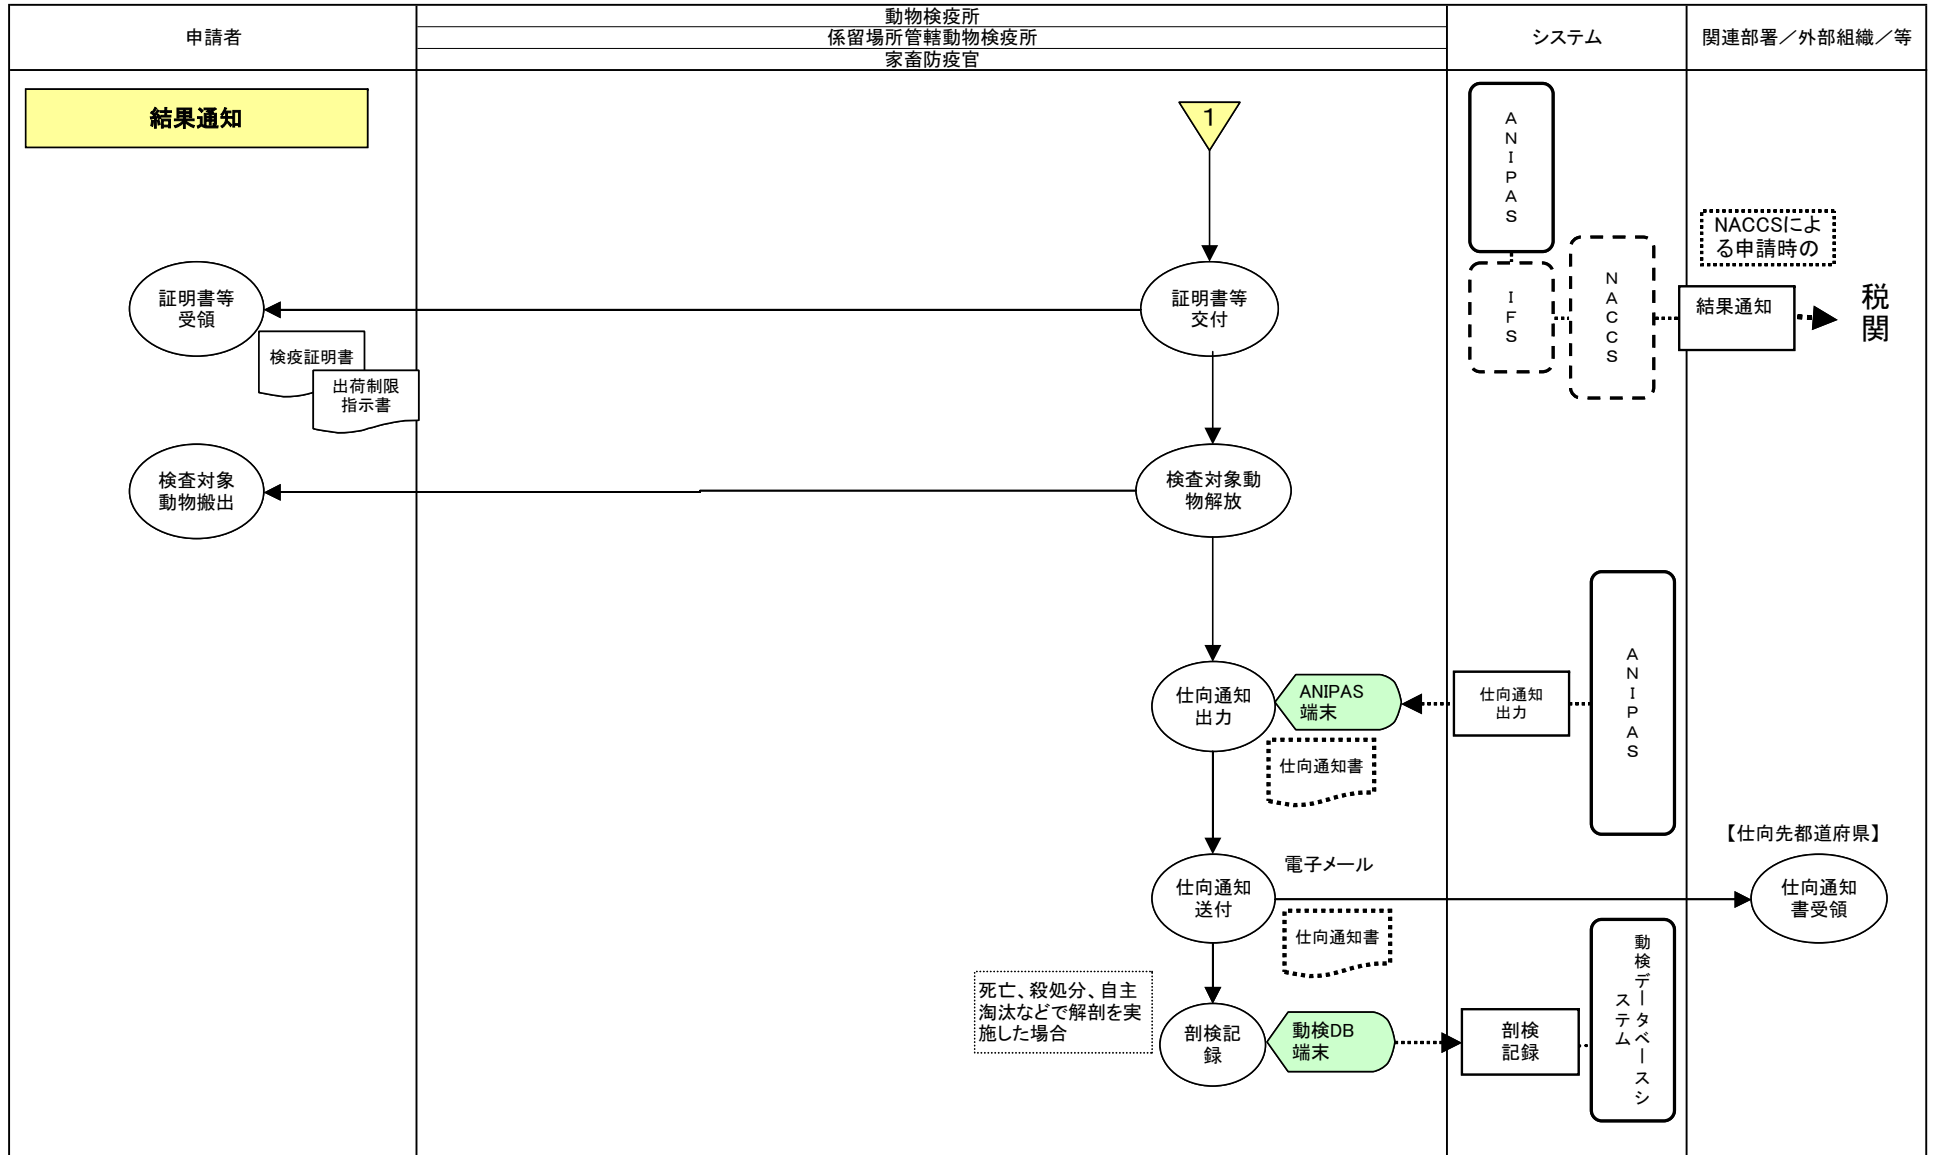 申請者
動物検疫所
係留場所管轄動物検疫所
家畜防疫官
システム
関連部署／外部組織／等
結果通知
1
ANIPAS
NACCSによ
る申請時の
証明書等
受領
証明書等
交付
IFS
NACCS
結果通知
税
関
検疫証明書
出荷制限
指示書
検査対象
動物搬出
検査対象動
物解放
仕向通知
出力
ANIPAS
端末
仕向通知
出力
ANIPAS
仕向通知書
【仕向先都道府県】
仕向通知
送付
電子メール
仕向通知
書受領
仕向通知書
死亡、殺処分、自主
淘汰などで解剖を実
施した場合
剖検記
録
動検DB
端末
剖検
記録
動検データベースシ
ステム